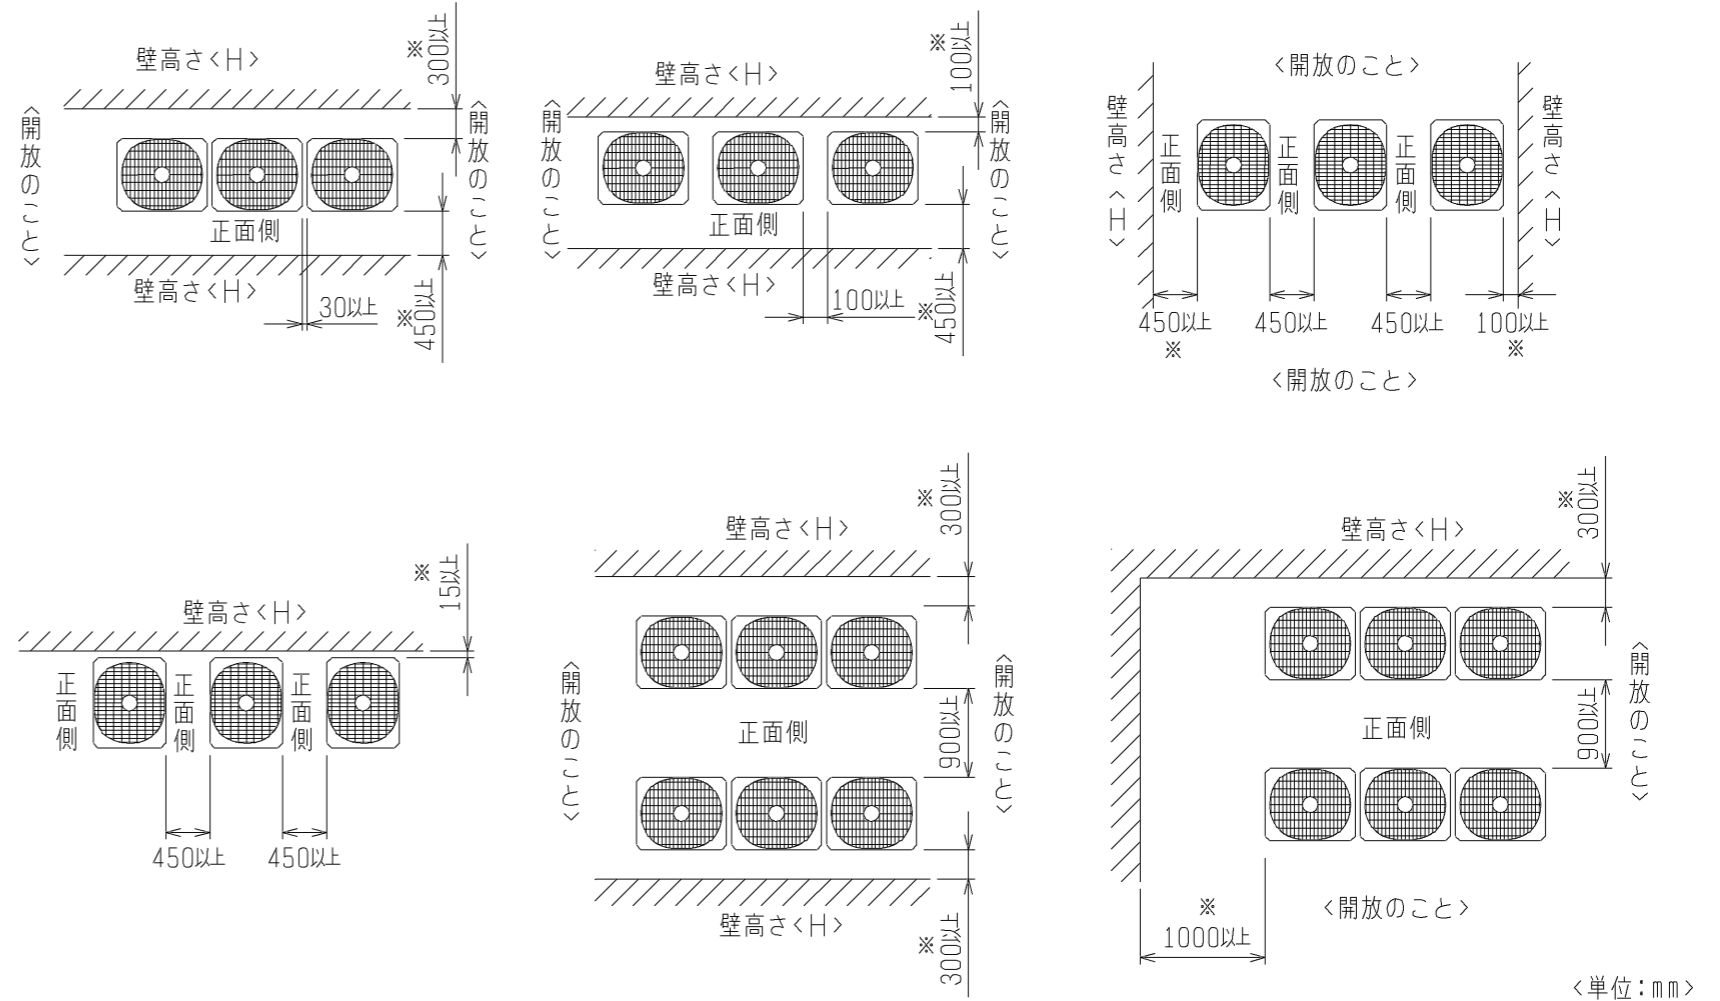 壁高さ<H>
※
300以上
<開放のこと>
<開放のこと>
正面側
壁高さ<H>
30以上
※
450以上
壁高さ<H>
※
100以上
<開放のこと>
<開放のこと>
正面側
壁高さ<H>
100以上
※
450以上
<開放のこと>
壁高さ<H>
正面側
正面側
正面側
壁高さ<H>
450以上
450以上
450以上
100以上
※
※
<開放のこと>
壁高さ<H>
※
15以上
正面側
正面側
正面側
450以上
450以上
壁高さ<H>
※
300以上
<開放のこと>
<開放のこと>
正面側
900以上
壁高さ<H>
※
300以上
壁高さ<H>
※
300以上
<開放のこと>
正面側
900以上
※
1000以上
<開放のこと>
<単位:mm>